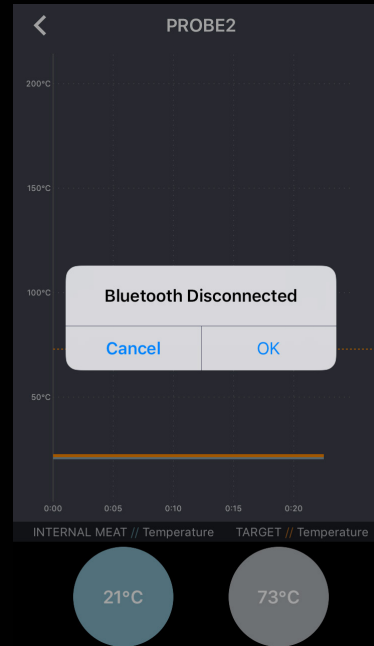 PROBE2
200°C
150°C
100°C
Bluetooth Disconnected
Cancel OK
50°C
0:00 0:05 0:10 0:15 0:20
INTERNAL MEAT // Temperature TARGET // Temperature
21°C 73°C